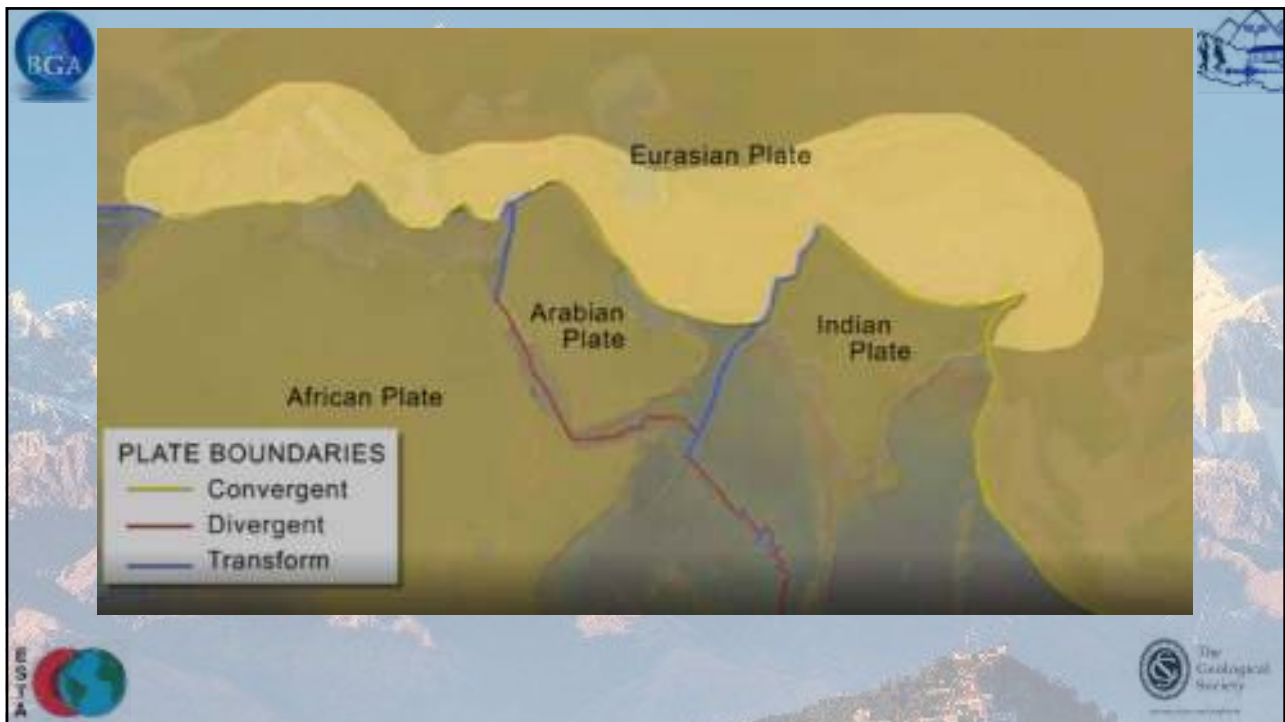 BGA
Eurasian Plate
Arabian
Plate
Indian
Plate
African Plate
PLATE BOUNDARIES
Convergent
Divergent
Transform
ESTA
The
Geological
Society